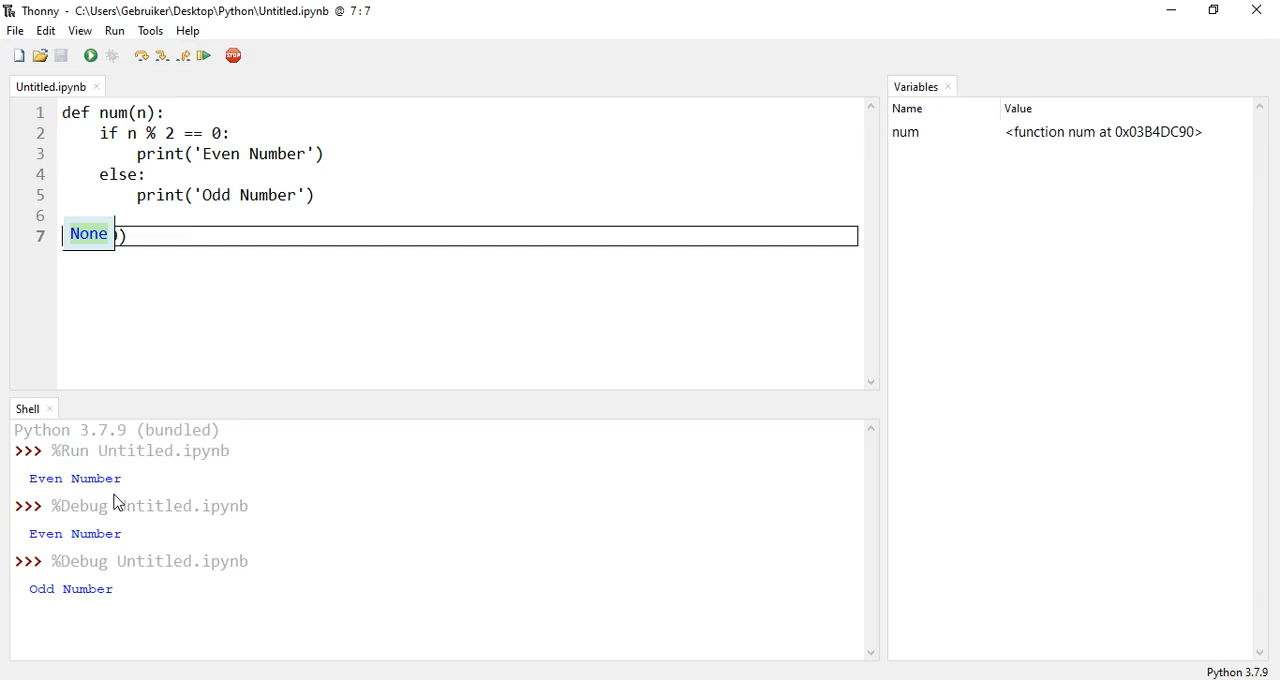 Thonny - C:\Users\Gebruiker\Desktop\Python\Untitled.ipynb @ 7:7
File Edit View Run Tools Help
STOP
Untitled.ipynb ×
1 def num(n):
2 if n % 2 == 0:
3 print('Even Number')
4 else:
5 print('Odd Number')
6
7 None )
Shell ×
Python 3.7.9 (bundled)
>>> %Run Untitled.ipynb
Even Number
>>> %Debug Untitled.ipynb
Even Number
>>> %Debug Untitled.ipynb
Odd Number
Variables ×
Name Value
num <function num at 0x03B4DC90>
Python 3.7.9